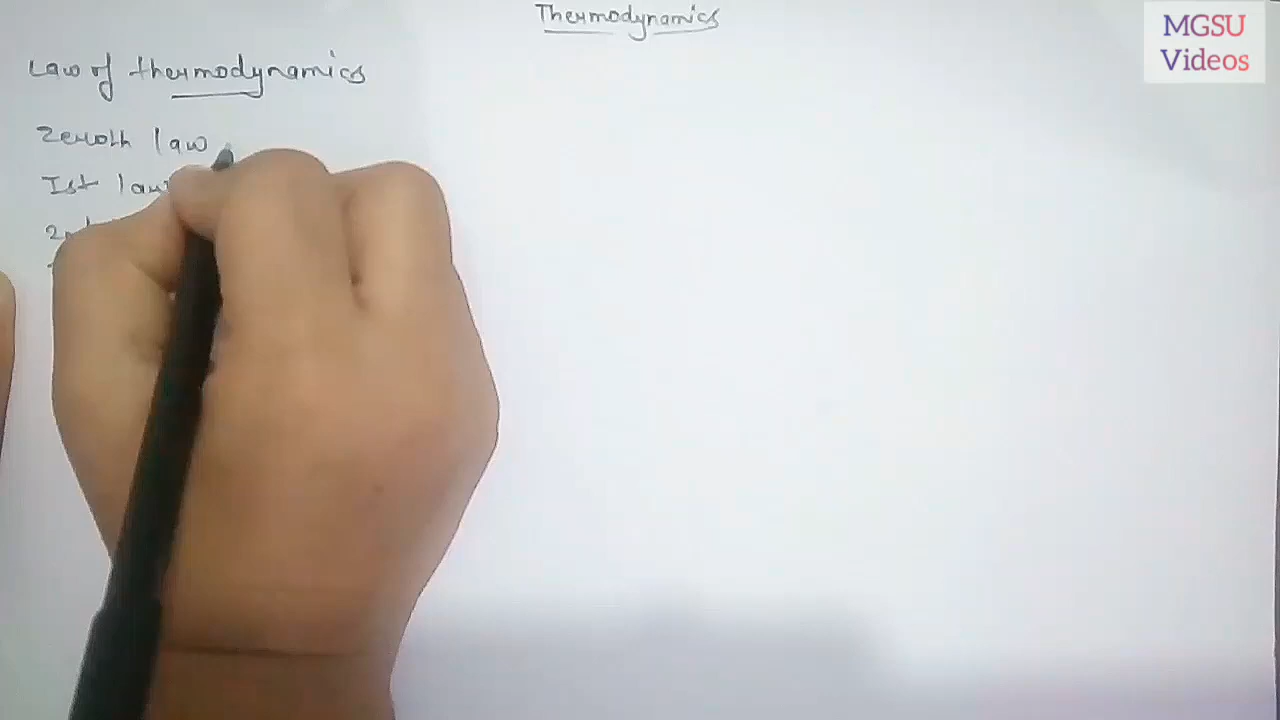 Thermodynamics
MGSU
Videos
Law of thermodynamics
Zeroth law
Ist law